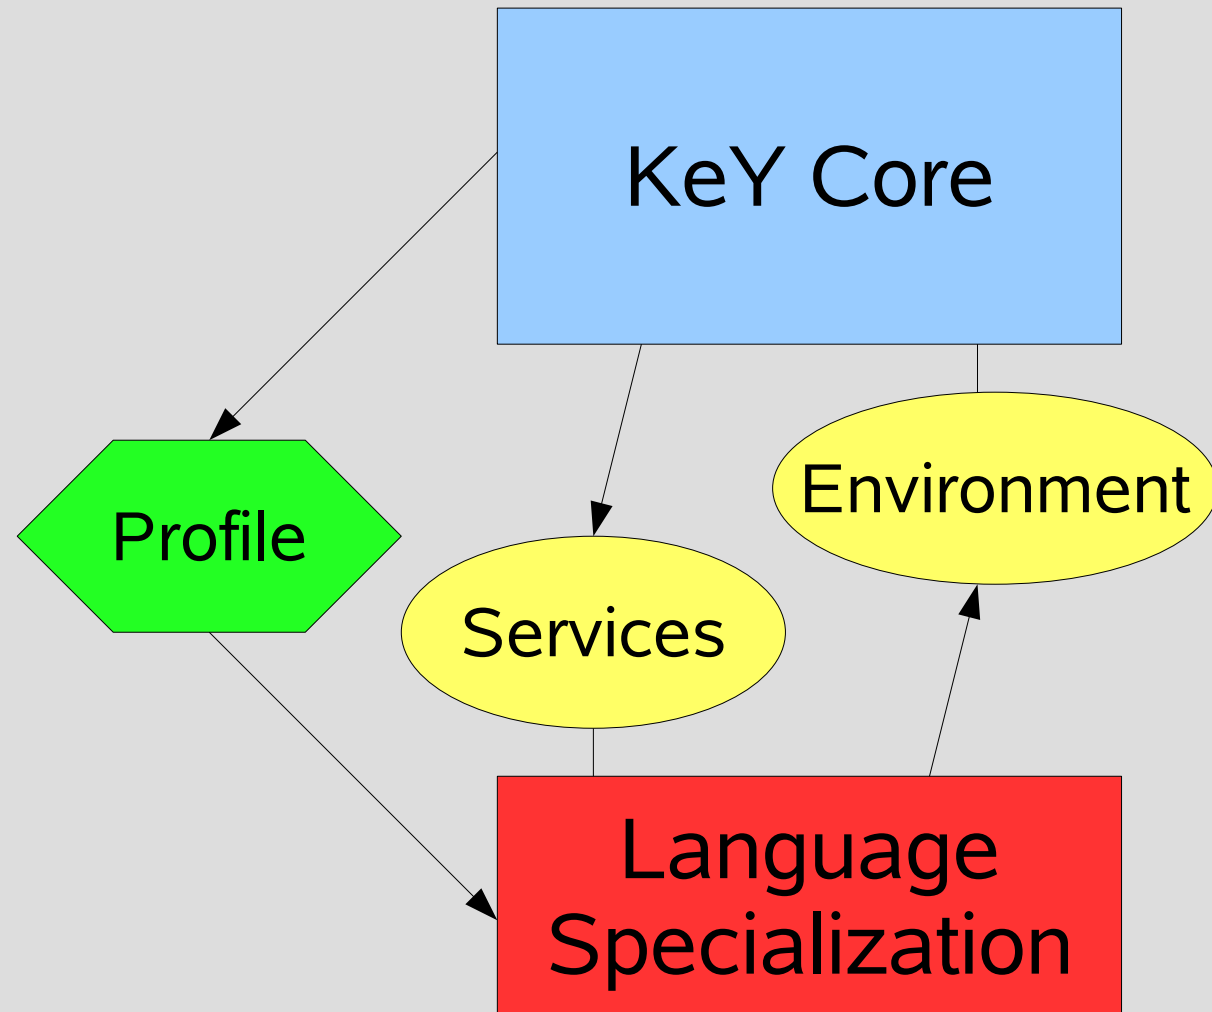 KeY Core
Environment
Profile
Services
Language
Specialization